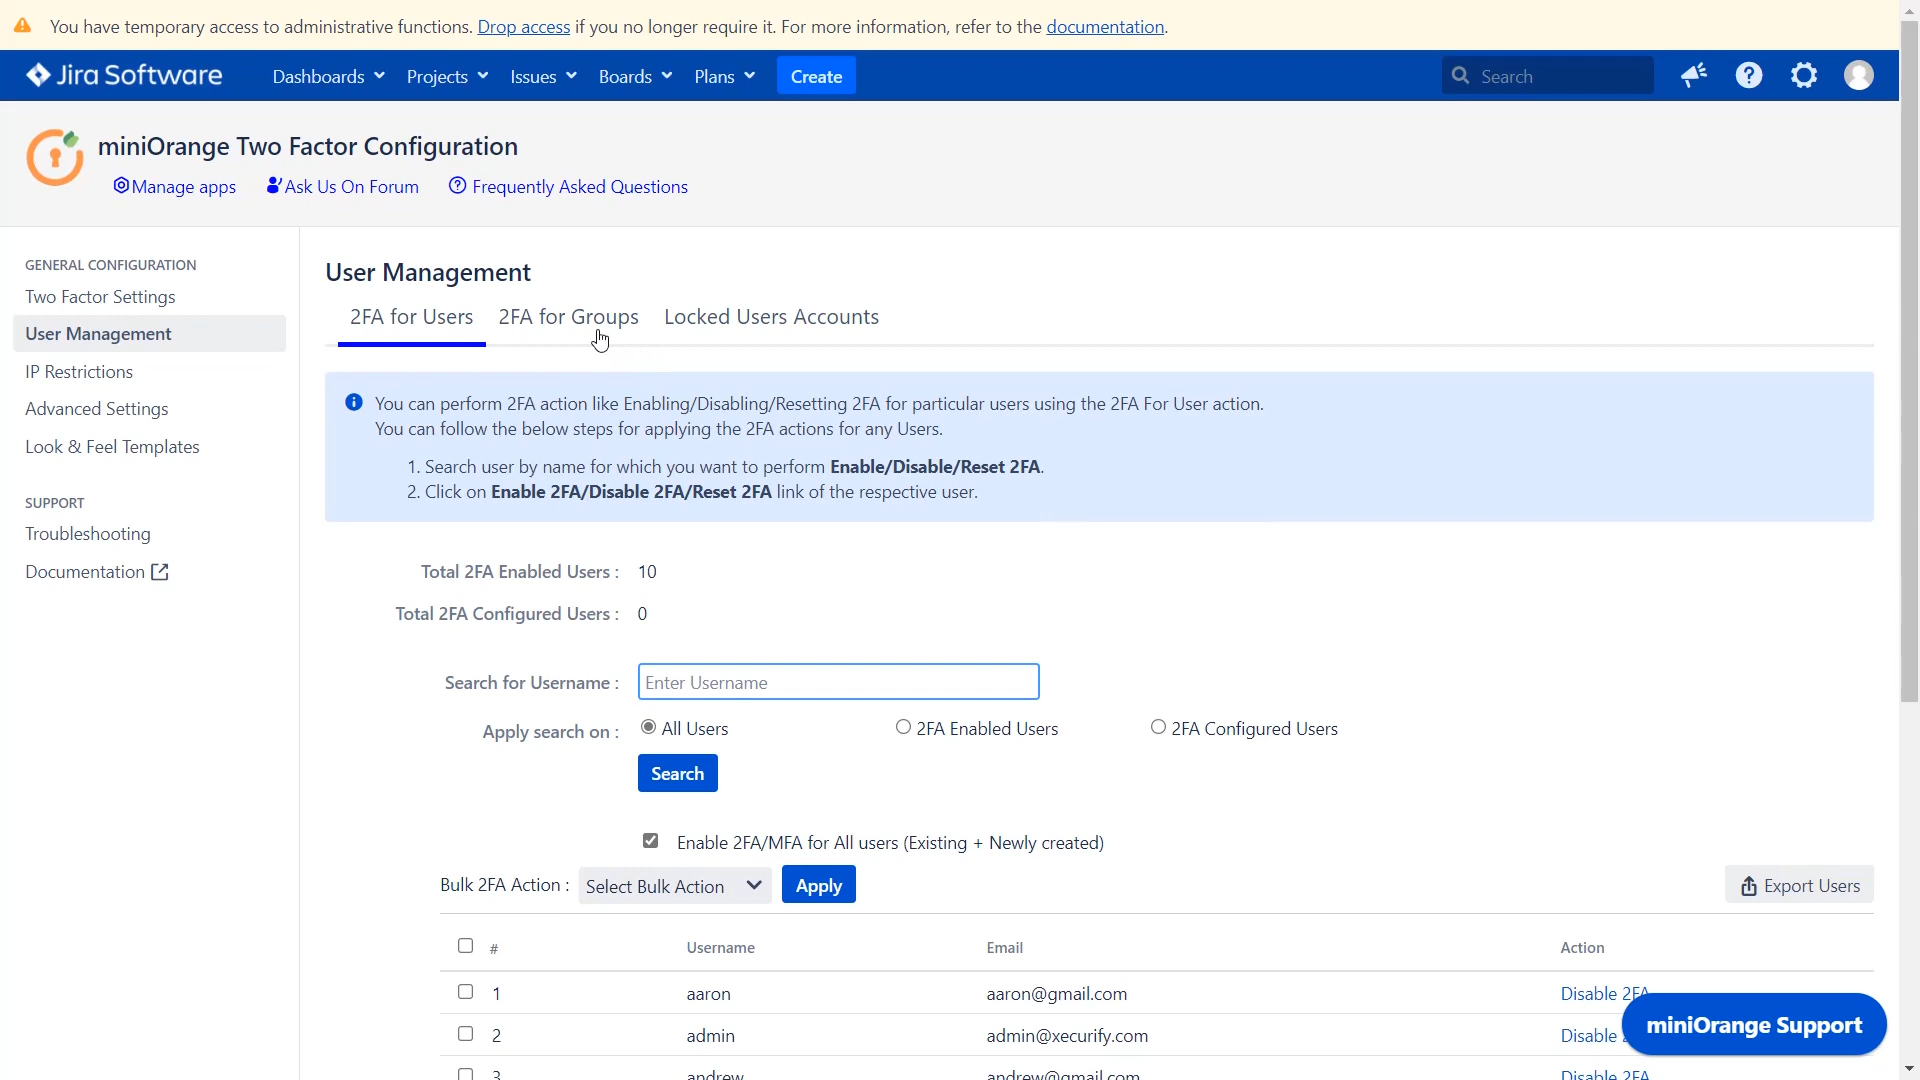 You have temporary access to administrative functions. Drop access if you no longer require it. For more information, refer to the documentation.
Jira Software
Dashboards Projects Issues Boards Plans Create Search
miniOrange Two Factor Configuration
Manage apps Ask Us On Forum Frequently Asked Questions
GENERAL CONFIGURATION
Two Factor Settings
User Management
IP Restrictions
Advanced Settings
Look & Feel Templates
SUPPORT
Troubleshooting
Documentation
User Management
2FA for Users 2FA for Groups Locked Users Accounts
You can perform 2FA action like Enabling/Disabling/Resetting 2FA for particular users using the 2FA For User action.
You can follow the below steps for applying the 2FA actions for any Users.
1. Search user by name for which you want to perform Enable/Disable/Reset 2FA.
2. Click on Enable 2FA/Disable 2FA/Reset 2FA link of the respective user.
Total 2FA Enabled Users : 10
Total 2FA Configured Users : 0
Search for Username : Enter Username
Apply search on : All Users 2FA Enabled Users 2FA Configured Users
Search
Enable 2FA/MFA for All users (Existing + Newly created)
Bulk 2FA Action : Select Bulk Action Apply Export Users
# Username Email Action
1 aaron aaron@gmail.com Disable 2FA
2 admin admin@xecurify.com Disable
3 andrew andrew@gmail.com Disable 2FA
miniOrange Support